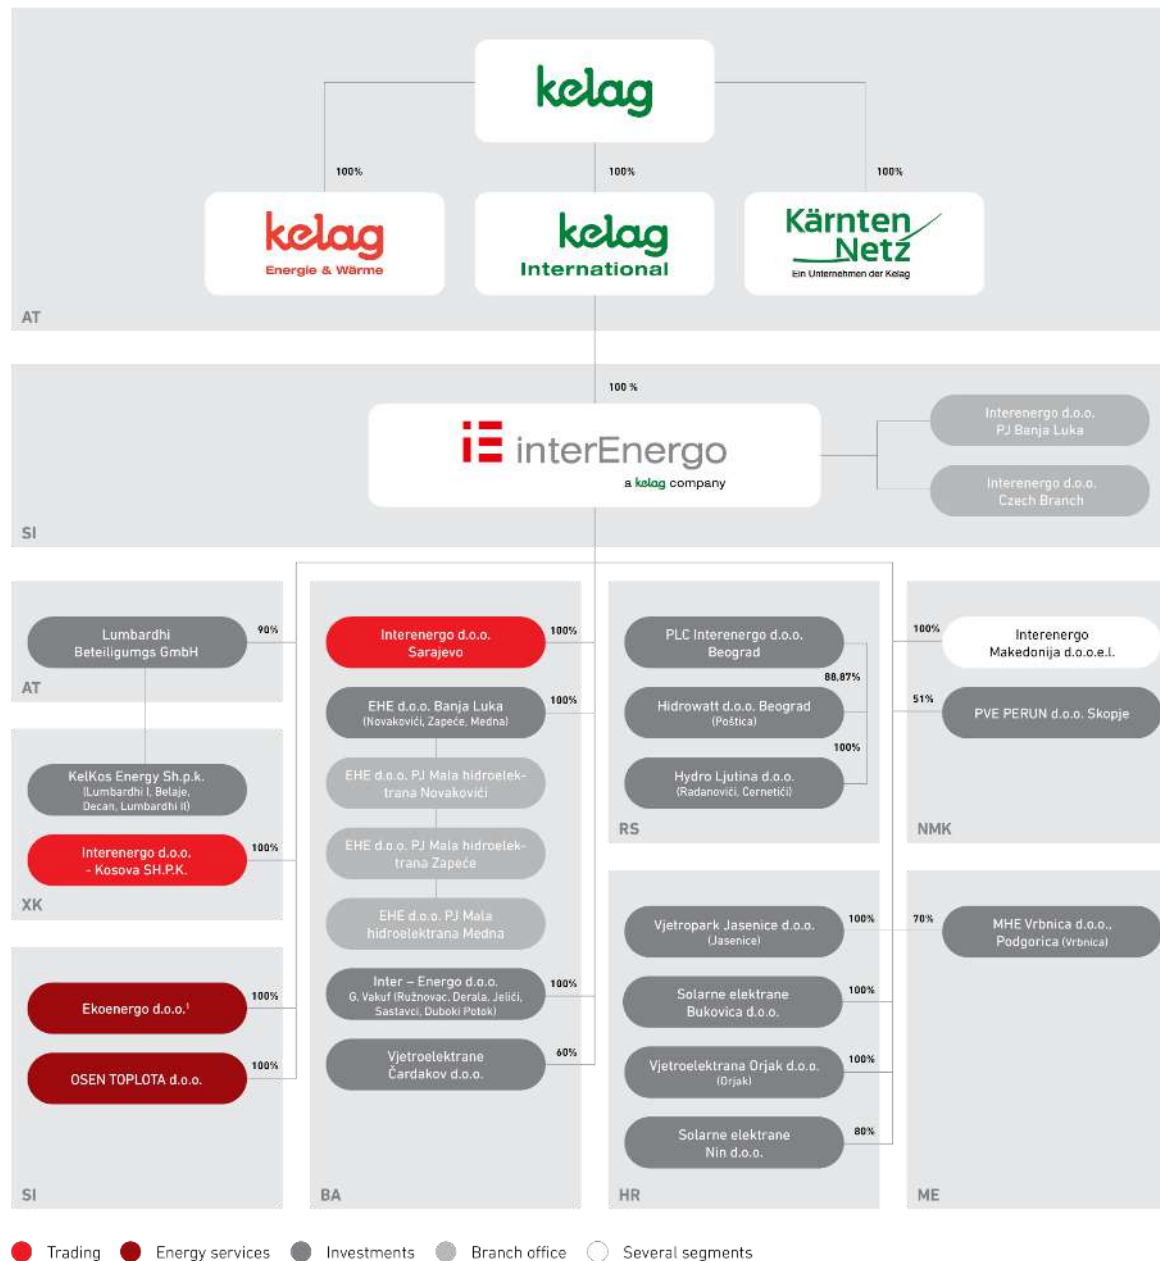 kelag
100%
100%
100%
kelag
Energie & Wärme
kelag
International
Kärnten
Netz
Ein Unternehmen der Kelag
AT
100 %
interEnergo
a kelag company
Interenergo d.o.o.
PJ Banja Luka
Interenergo d.o.o.
Czech Branch
SI
Lumbardhi
Beteiligumgs GmbH
90%
AT
KelKos Energy Sh.p.k.
(Lumbardhi I, Belaje,
Decan, Lumbardhi II)
Interenergo d.o.o.
- Kosova SH.P.K.
100%
XK
Ekoenergo d.o.o.¹
100%
OSEN TOPLOTA d.o.o.
100%
SI
Interenergo d.o.o.
Sarajevo
100%
EHE d.o.o. Banja Luka
(Novakovići, Zapeće, Medna)
100%
EHE d.o.o. PJ Mala hidroelek-
trana Novakovići
EHE d.o.o. PJ Mala hidroelek-
trana Zapeće
EHE d.o.o. PJ Mala
hidroelektrana Medna
Inter – Energo d.o.o.
G. Vakuf (Ružnovac, Derala, Jelići,
Sastavci, Duboki Potok)
100%
Vjetroelektrane
Čardakov d.o.o.
60%
BA
PLC Interenergo d.o.o.
Beograd
88,87%
Hidrowatt d.o.o. Beograd
(Poštica)
100%
Hydro Ljutina d.o.o.
(Radanovići, Cernetići)
RS
Vjetropark Jasenice d.o.o.
(Jasenice)
100%
Solarne elektrane
Bukovica d.o.o.
100%
Vjetroelektrana Orjak d.o.o.
(Orjak)
100%
Solarne elektrane
Nin d.o.o.
80%
HR
100%
Interenergo
Makedonija d.o.o.e.l.
51%
PVE PERUN d.o.o. Skopje
NMK
70%
MHE Vrbnica d.o.o.,
Podgorica (Vrbnica)
ME
Trading
Energy services
Investments
Branch office
Several segments